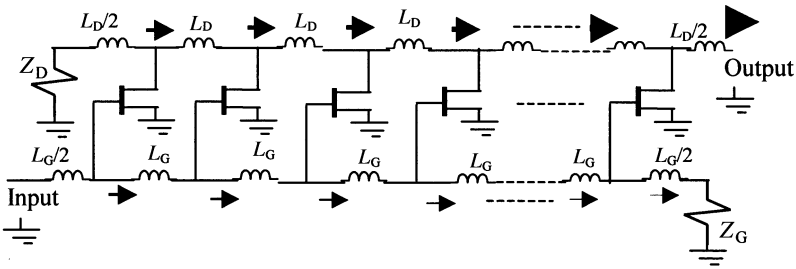 L_D/2 L_D L_D L_D L_D/2
Z_D Output
L_G/2 L_G L_G L_G L_G L_G L_G/2
Input
Z_G